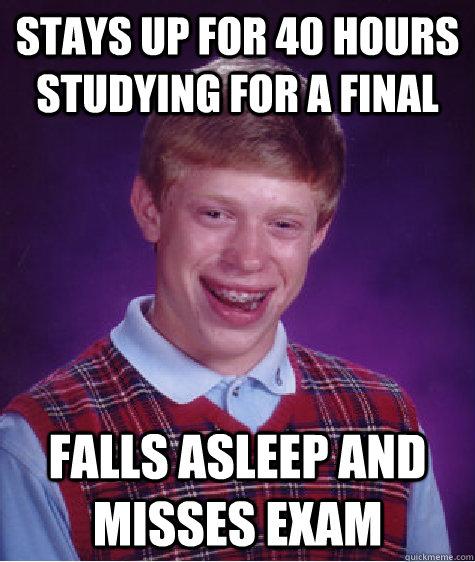 STAYS UP FOR 40 HOURS
STUDYING FOR A FINAL
FALLS ASLEEP AND
MISSES EXAM
quickmeme.com